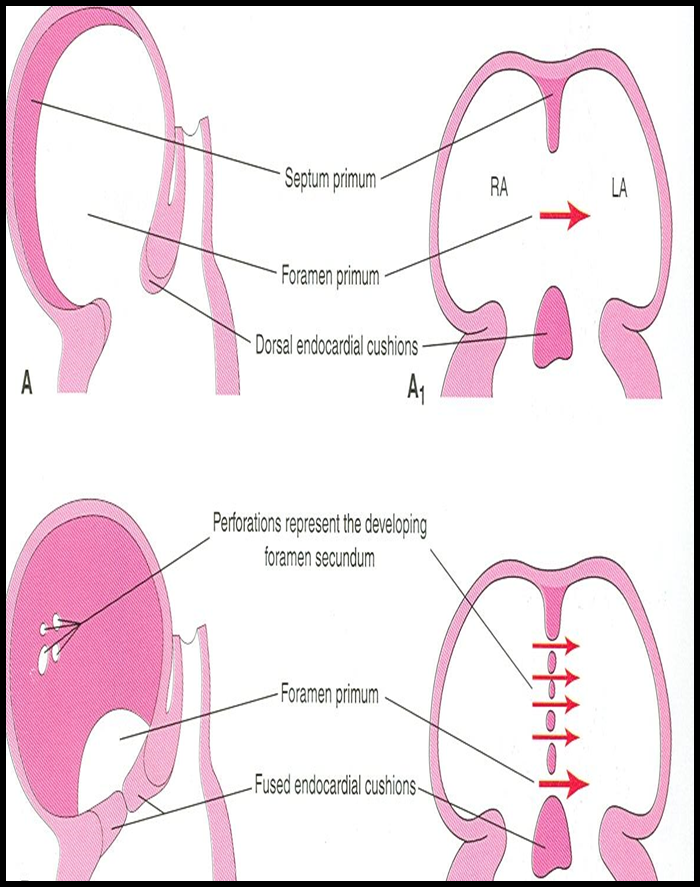 Septum primum
RA
LA
Foramen primum
Dorsal endocardial cushions
A
A1
Perforations represent the developing
foramen secundum
Foramen primum
Fused endocardial cushions